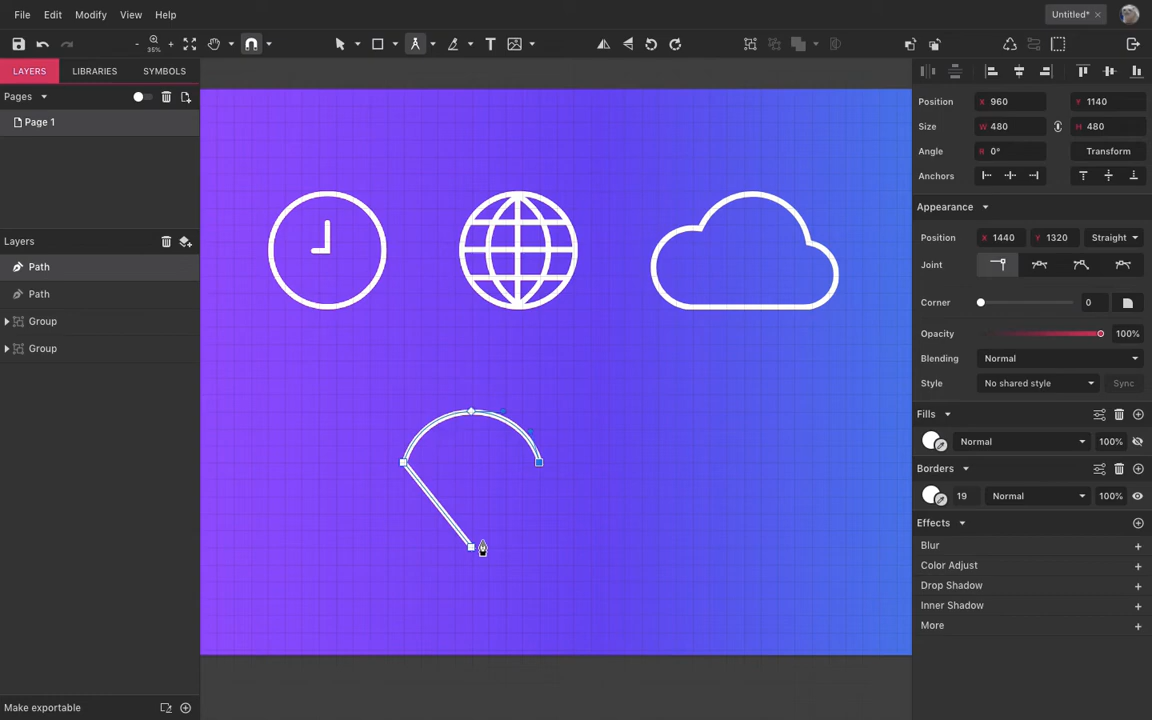 File Edit Modify View Help Untitled*
- 35% +
LAYERS LIBRARIES SYMBOLS
Pages
Page 1
Layers
Path
Path
Group
Group
Make exportable
Position X 960 Y 1140
Size W 480 H 480
Angle R 0° Transform
Anchors
Appearance
Position X 1440 Y 1320 Straight
Joint
Corner 0
Opacity 100%
Blending Normal
Style No shared style Sync
Fills
Normal 100%
Borders
19 Normal 100%
Effects
Blur +
Color Adjust +
Drop Shadow +
Inner Shadow +
More +